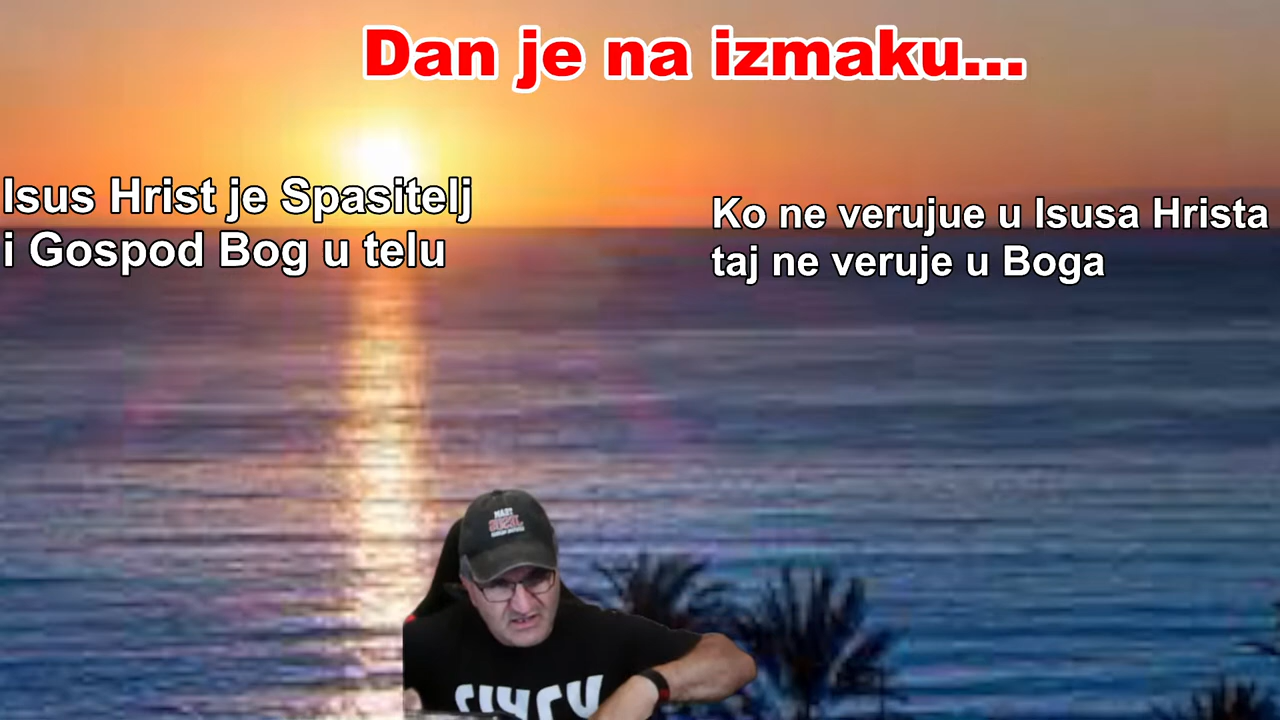 Dan je na izmaku...
Isus Hrist je Spasitelj
i Gospod Bog u telu
Ko ne verujue u Isusa Hrista
taj ne veruje u Boga